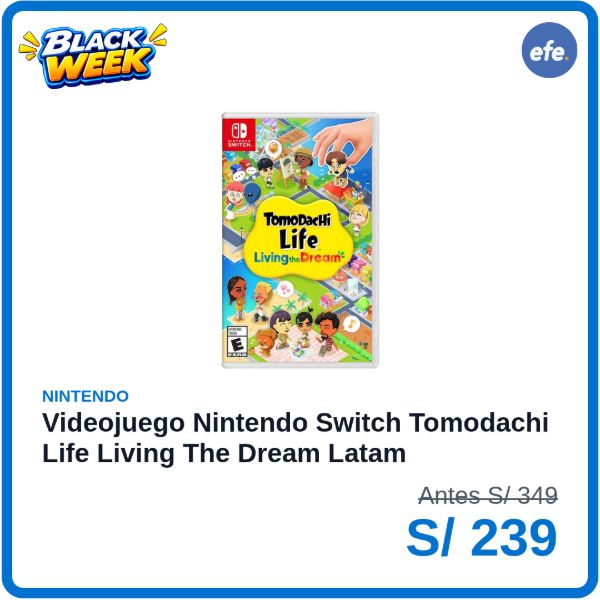 BLACK
WEEK
efe.
NINTENDO
SWITCH
TOMODACHI
Life
Living the Dream
E
ESRB
NINTENDO
Videojuego Nintendo Switch Tomodachi
Life Living The Dream Latam
Antes S/ 349
S/ 239